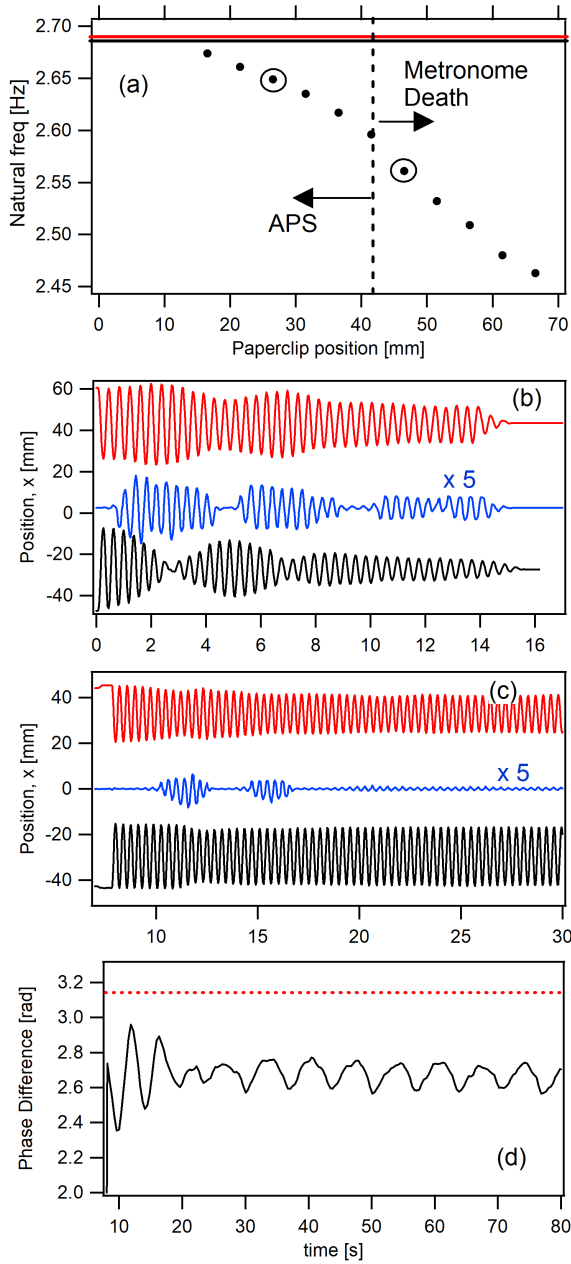 2.70
2.65
2.60
2.55
2.50
2.45
Natural freq [Hz]
(a)
Metronome
Death
APS
0 10 20 30 40 50 60 70
Paperclip position [mm]
60
40
20
0
-20
-40
Position, x [mm]
(b)
x 5
0 2 4 6 8 10 12 14 16
40
20
0
-20
-40
Position, x [mm]
(c)
x 5
10 15 20 25 30
3.2
3.0
2.8
2.6
2.4
2.2
2.0
Phase Difference [rad]
(d)
10 20 30 40 50 60 70 80
time [s]